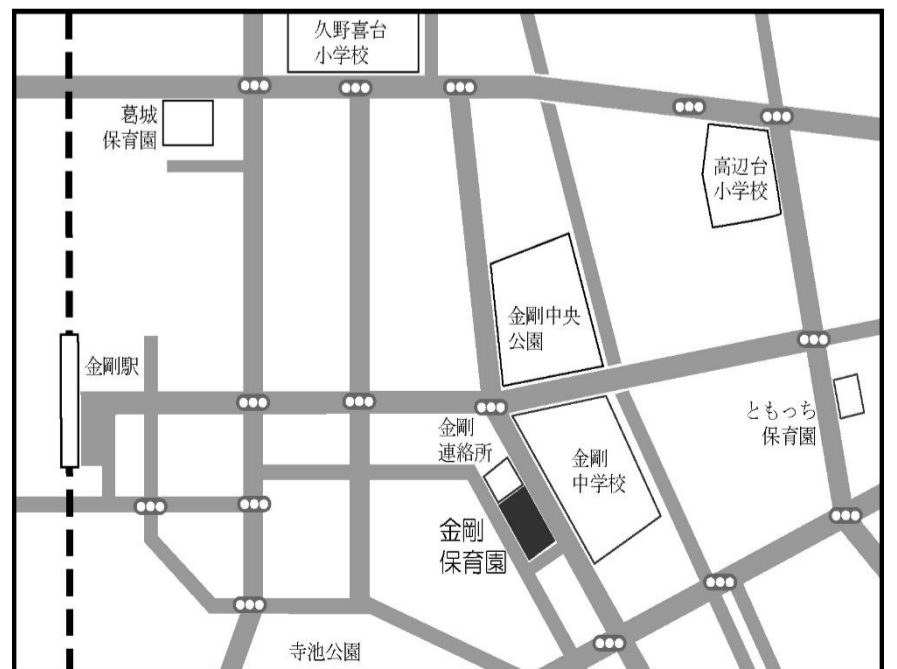 久野喜台
小学校
葛城
保育園
高辺台
小学校
金剛中央
公園
金剛駅
金剛
連絡所
ともっち
保育園
金剛
中学校
金剛
保育園
寺池公園